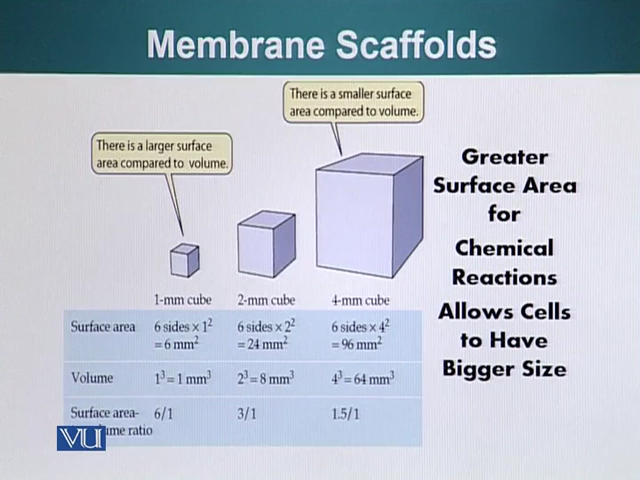 Membrane Scaffolds
There is a smaller surface
area compared to volume.
There is a larger surface
area compared to volume.
Greater
Surface Area
for
Chemical
Reactions
Allows Cells
to Have
Bigger Size
1-mm cube 2-mm cube 4-mm cube
Surface area 6 sides × 1² 6 sides × 2² 6 sides × 4²
= 6 mm² = 24 mm² = 96 mm²
Volume 1³ = 1 mm³ 2³ = 8 mm³ 4³ = 64 mm³
Surface area- 6/1 3/1 1.5/1
ratio
VU